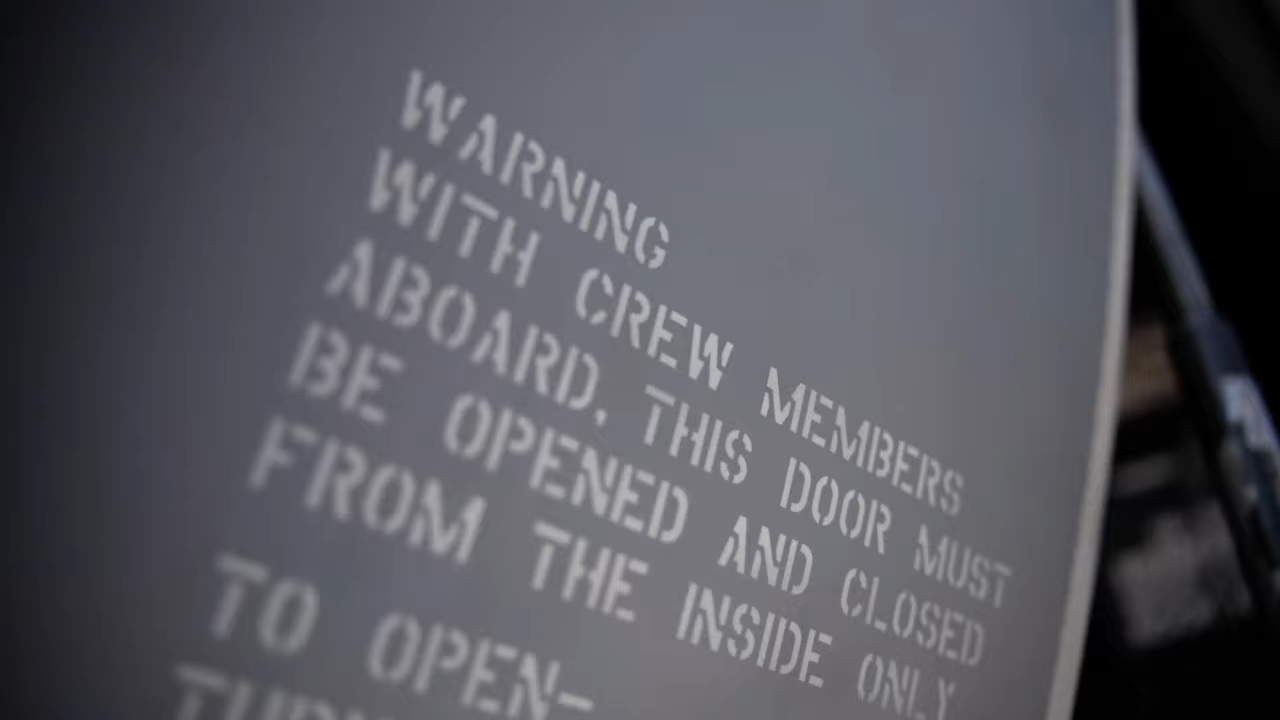 WARNING
WITH CREW MEMBERS
ABOARD, THIS DOOR MUST
BE OPENED AND CLOSED
FROM THE INSIDE ONLY
TO OPEN-